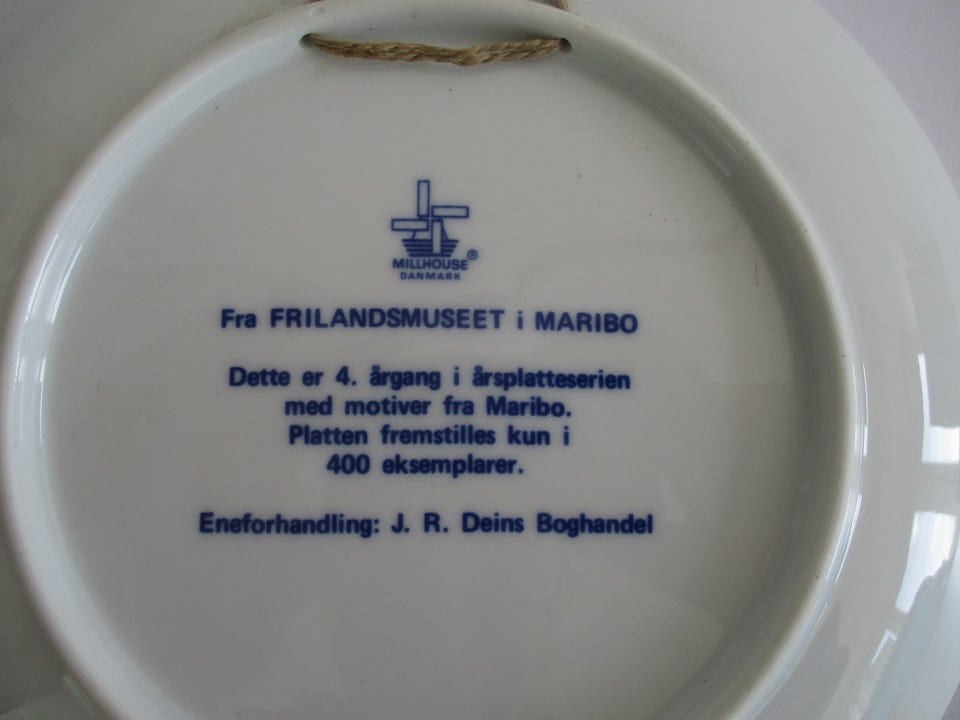 MILLHOUSE®
DANMARK
Fra FRILANDSMUSEET i MARIBO
Dette er 4. årgang i årsplatteserien
med motiver fra Maribo.
Platten fremstilles kun i
400 eksemplarer.
Eneforhandling: J. R. Deins Boghandel